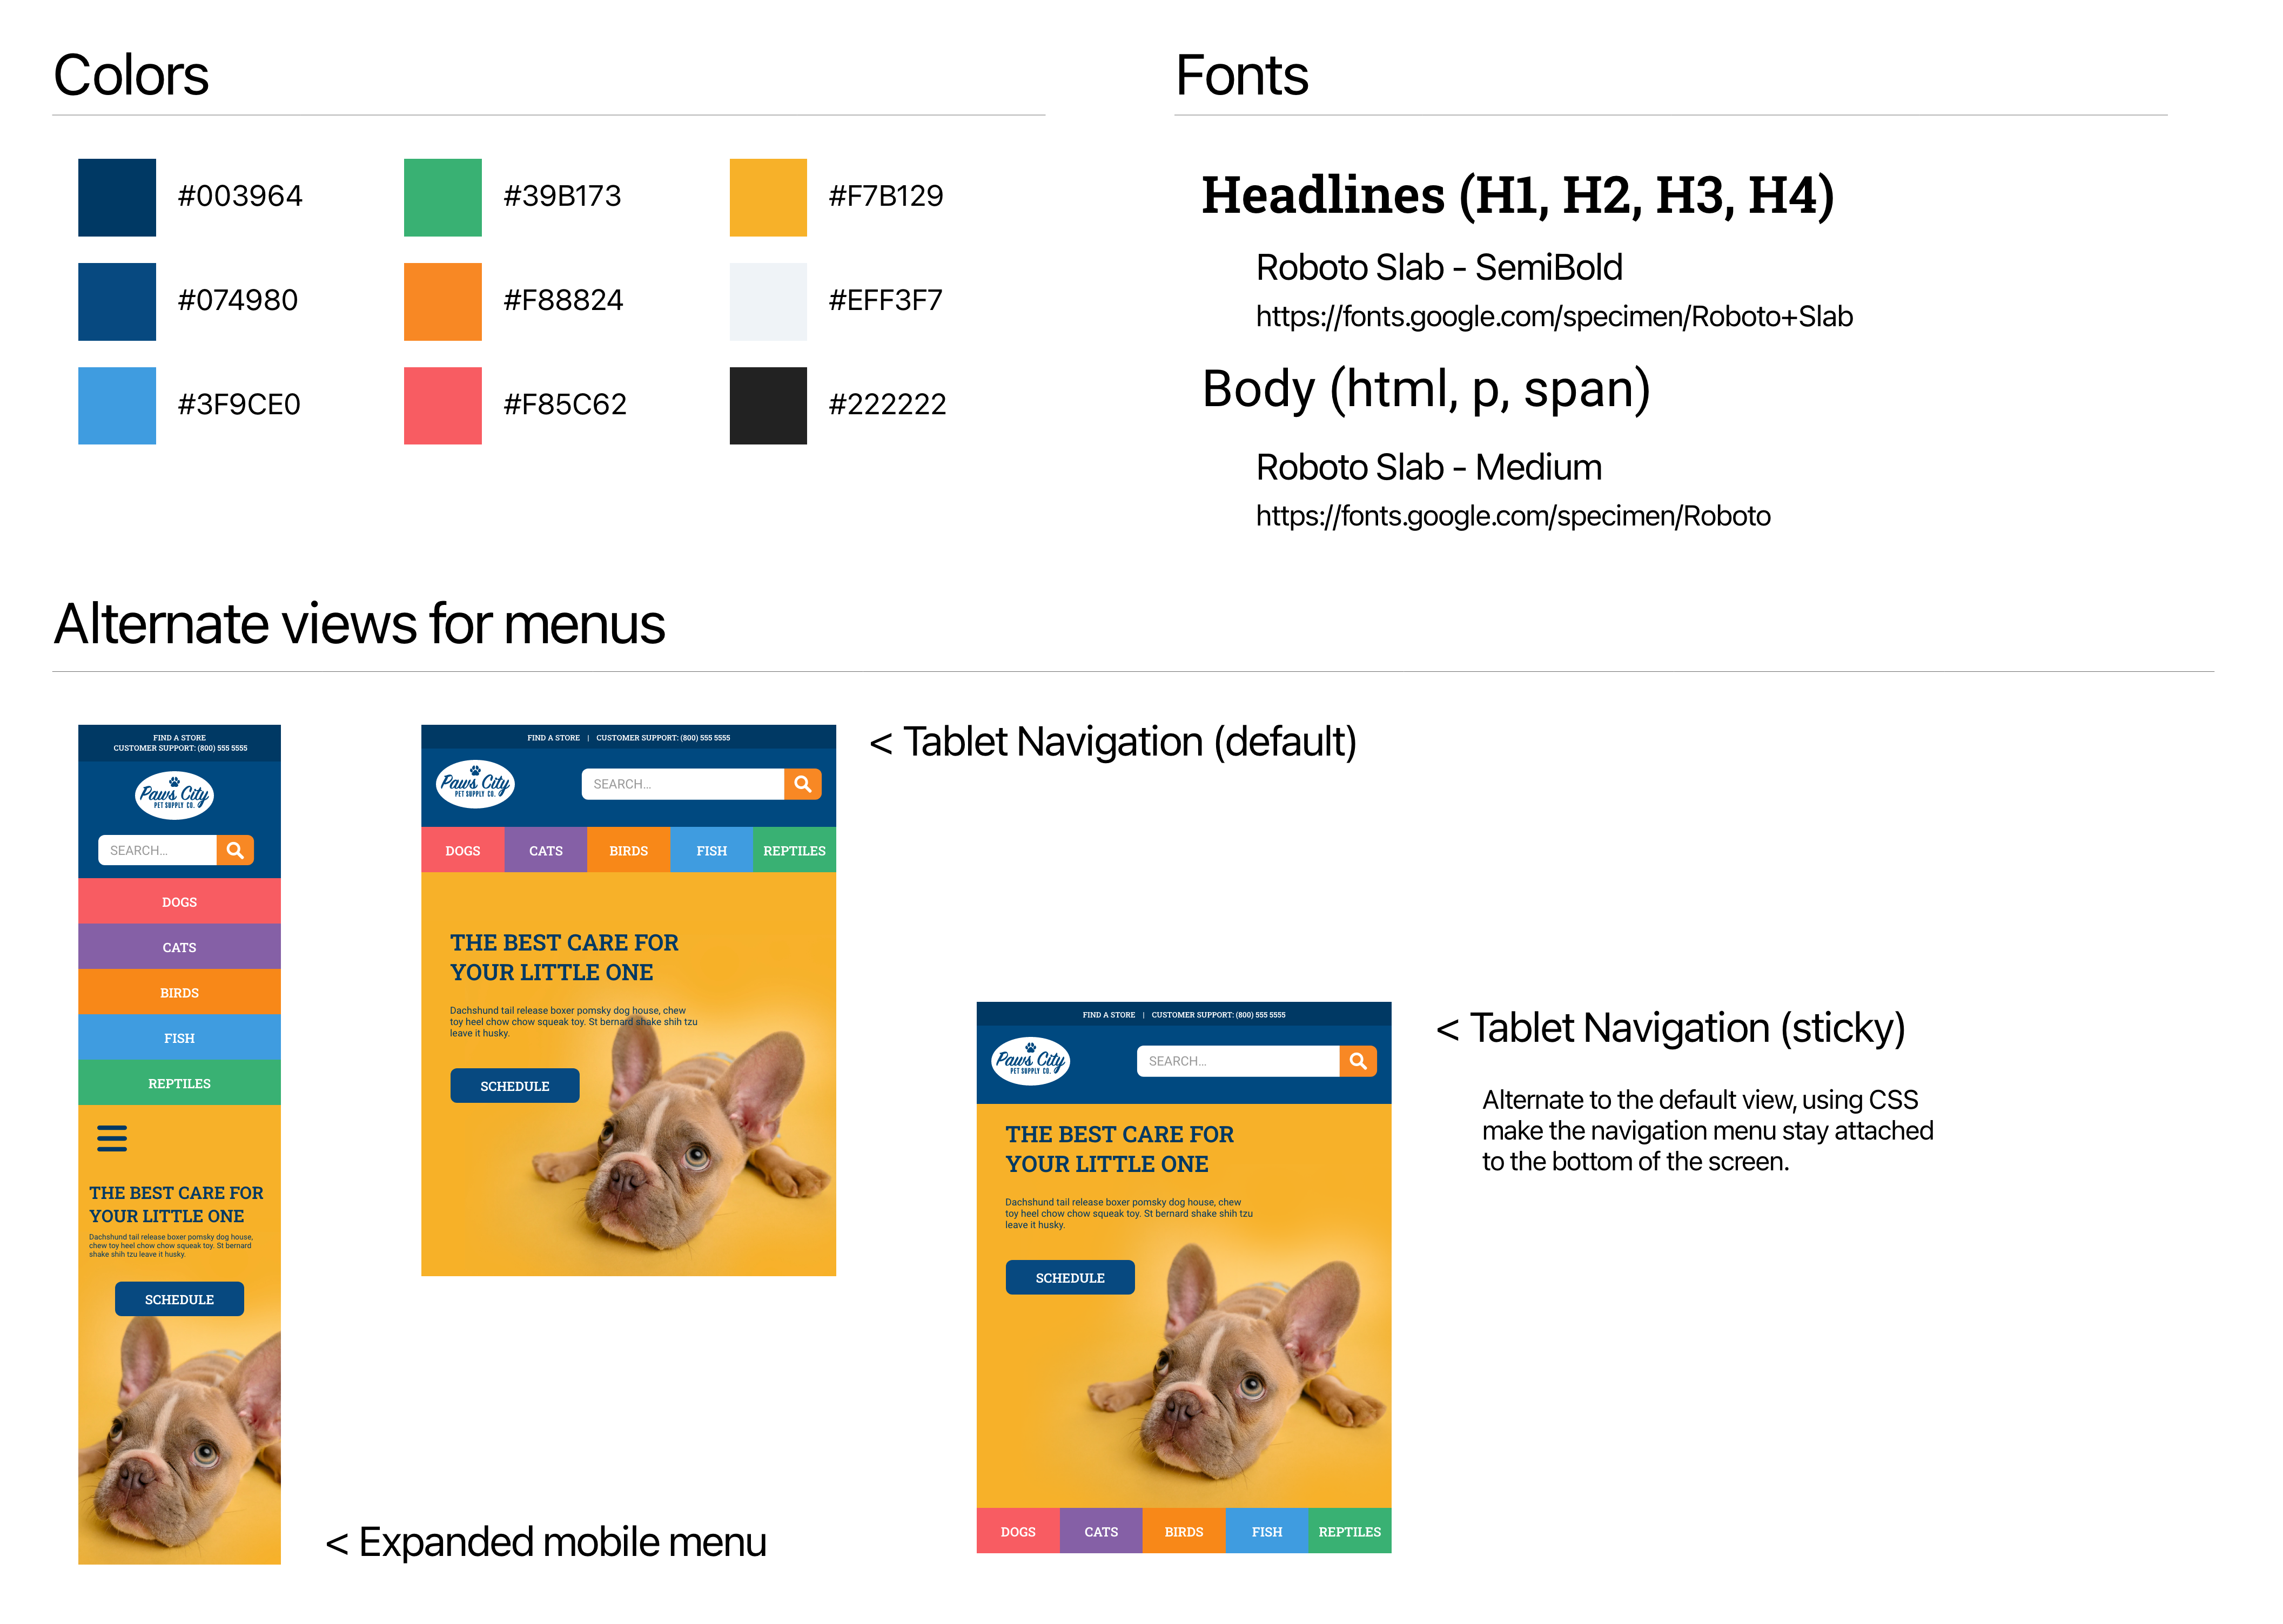 Colors
#003964
#39B173
#F7B129
#074980
#F88824
#EFF3F7
#3F9CE0
#F85C62
#222222
Fonts
Headlines (H1, H2, H3, H4)
Roboto Slab - SemiBold
https://fonts.google.com/specimen/Roboto+Slab
Body (html, p, span)
Roboto Slab - Medium
https://fonts.google.com/specimen/Roboto
Alternate views for menus
FIND A STORE
CUSTOMER SUPPORT: (800) 555 5555
Paws City
PET SUPPLY CO.
SEARCH...
DOGS
CATS
BIRDS
FISH
REPTILES
THE BEST CARE FOR
YOUR LITTLE ONE
Dachshund tail release boxer pomsky dog house,
chew toy heel chow chow squeak toy. St bernard
shake shih tzu leave it husky.
SCHEDULE
< Expanded mobile menu
FIND A STORE | CUSTOMER SUPPORT: (800) 555 5555
Paws City
PET SUPPLY CO.
SEARCH...
DOGS CATS BIRDS FISH REPTILES
THE BEST CARE FOR
YOUR LITTLE ONE
Dachshund tail release boxer pomsky dog house, chew
toy heel chow chow squeak toy. St bernard shake shih tzu
leave it husky.
SCHEDULE
< Tablet Navigation (default)
FIND A STORE | CUSTOMER SUPPORT: (800) 555 5555
Paws City
PET SUPPLY CO.
SEARCH...
THE BEST CARE FOR
YOUR LITTLE ONE
Dachshund tail release boxer pomsky dog house, chew
toy heel chow chow squeak toy. St bernard shake shih tzu
leave it husky.
SCHEDULE
DOGS CATS BIRDS FISH REPTILES
< Tablet Navigation (sticky)
Alternate to the default view, using CSS
make the navigation menu stay attached
to the bottom of the screen.